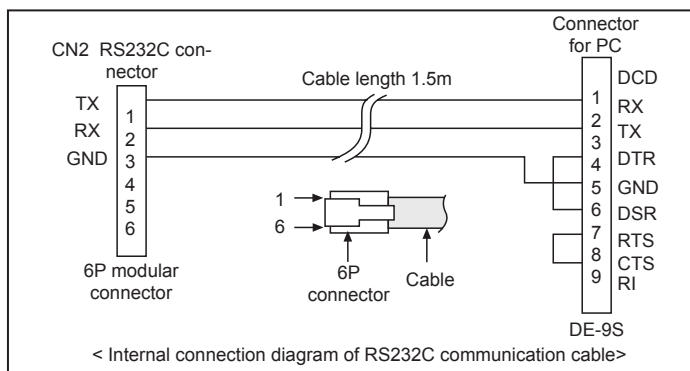 CN2 RS232C con-
nector
Connector
for PC
Cable length 1.5m
TX
RX
GND
1
2
3
4
5
6
6P modular
connector
1
6
6P
connector
Cable
1
2
3
4
5
6
7
8
9
DCD
RX
TX
DTR
GND
DSR
RTS
CTS
RI
DE-9S
< Internal connection diagram of RS232C communication cable>